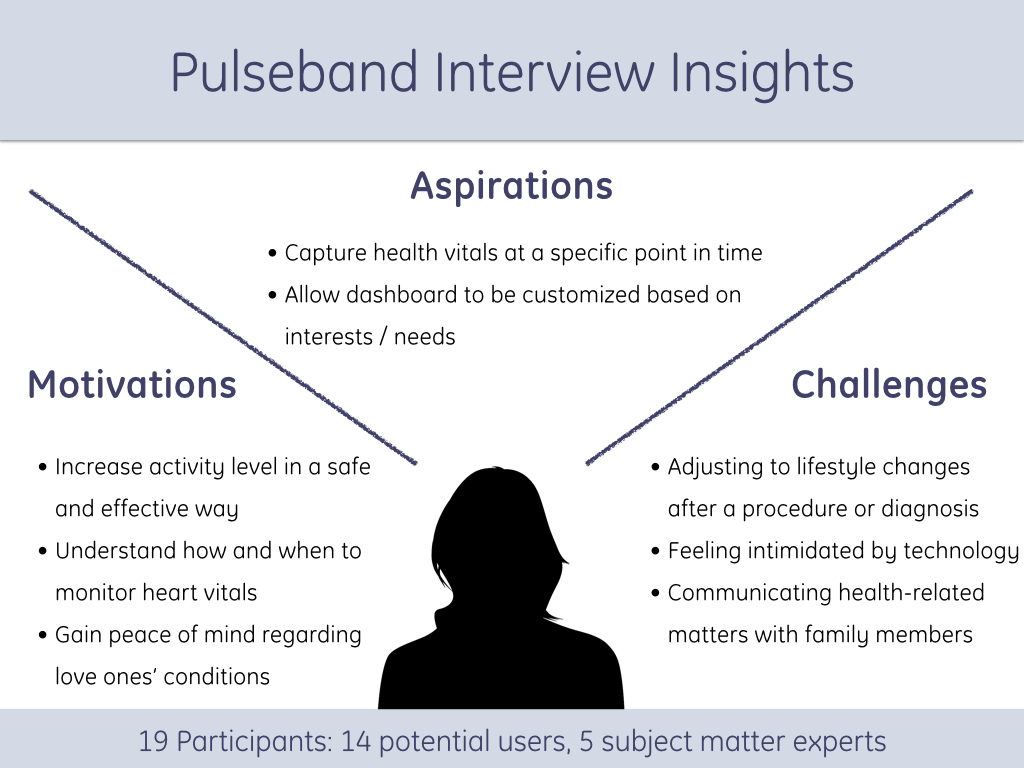 Pulseband Interview Insights
Aspirations
• Capture health vitals at a specific point in time
• Allow dashboard to be customized based on
interests / needs
Motivations
• Increase activity level in a safe
and effective way
• Understand how and when to
monitor heart vitals
• Gain peace of mind regarding
love ones’ conditions
Challenges
• Adjusting to lifestyle changes
after a procedure or diagnosis
• Feeling intimidated by technology
• Communicating health-related
matters with family members
19 Participants: 14 potential users, 5 subject matter experts